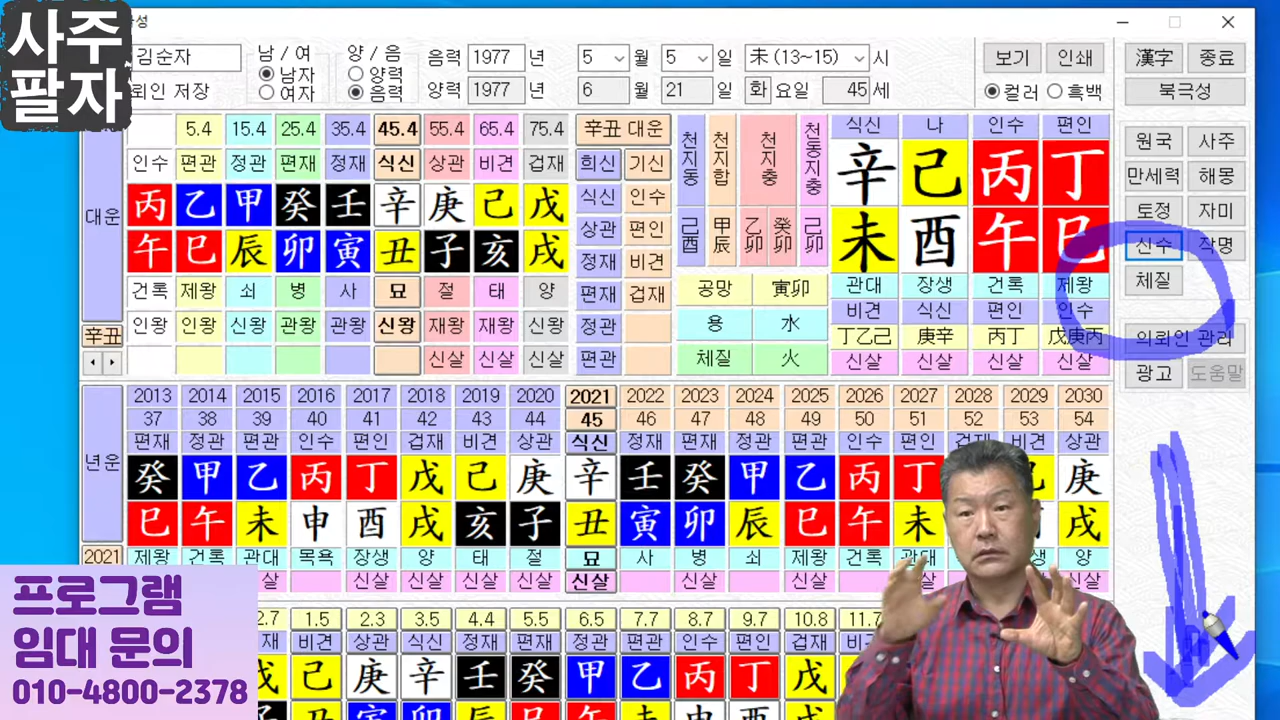 사주
팔자
성
김순자
남 / 여
남자
여자
양 / 음
양력
음력
음력 1977 년 5 월 5 일 未 (13~15) 시
양력 1977 년 6 월 21 일 화 요일 45 세
뢰인 저장
보기 인쇄
컬러 흑백
漢字 종료
북극성
원국 사주
만세력 해몽
토정 자미
신수 작명
체질
의뢰인 관리
광고 도움말
대운
5.4 15.4 25.4 35.4 45.4 55.4 65.4 75.4
인수 편관 정관 편재 정재 식신 상관 비견 겁재
丙 乙 甲 癸 壬 辛 庚 己 戊
午 巳 辰 卯 寅 丑 子 亥 戌
건록 제왕 쇠 병 사 묘 절 태 양
인왕 인왕 신왕 관왕 관왕 신왕 재왕 재왕 신왕
辛丑
신살 신살 신살
辛丑 대운
희신 기신
식신 인수
상관 편인
정재 비견
편재 겁재
정관
편관
천지동 천지합 천지충 천동지충
己酉 甲辰 乙卯 癸卯 己卯
공망 寅卯
용 水
체질 火
식신 나 인수 편인
辛 己 丙 丁
未 酉 午 巳
관대 장생 건록 제왕
비견 식신 편인 인수
丁乙己 庚辛 丙丁 戊庚丙
신살 신살 신살 신살
년운
2013 2014 2015 2016 2017 2018 2019 2020 2021 2022 2023 2024 2025 2026 2027 2028 2029 2030
37 38 39 40 41 42 43 44 45 46 47 48 49 50 51 52 53 54
편재 정관 편관 인수 편인 겁재 비견 상관 식신 정재 편재 정관 편관 인수 편인 겁재 비견 상관
癸 甲 乙 丙 丁 戊 己 庚 辛 壬 癸 甲 乙 丙 丁 己 庚
巳 午 未 申 酉 戌 亥 子 丑 寅 卯 辰 巳 午 未 戌
2021
제왕 건록 관대 목욕 장생 양 태 절 묘 사 병 쇠 제왕 건록 관대 생 양
신살 신살 신살 신살 신살 신살 신살 신살 신살
2.7 1.5 2.3 3.5 4.4 5.5 6.5 7.7 8.7 9.7 10.8 11.7
재 비견 상관 식신 정재 편재 정관 편관 인수 편인 겁재 비
戊 己 庚 辛 壬 癸 甲 乙 丙 丁 戊
프로그램
임대 문의
010-4800-2378